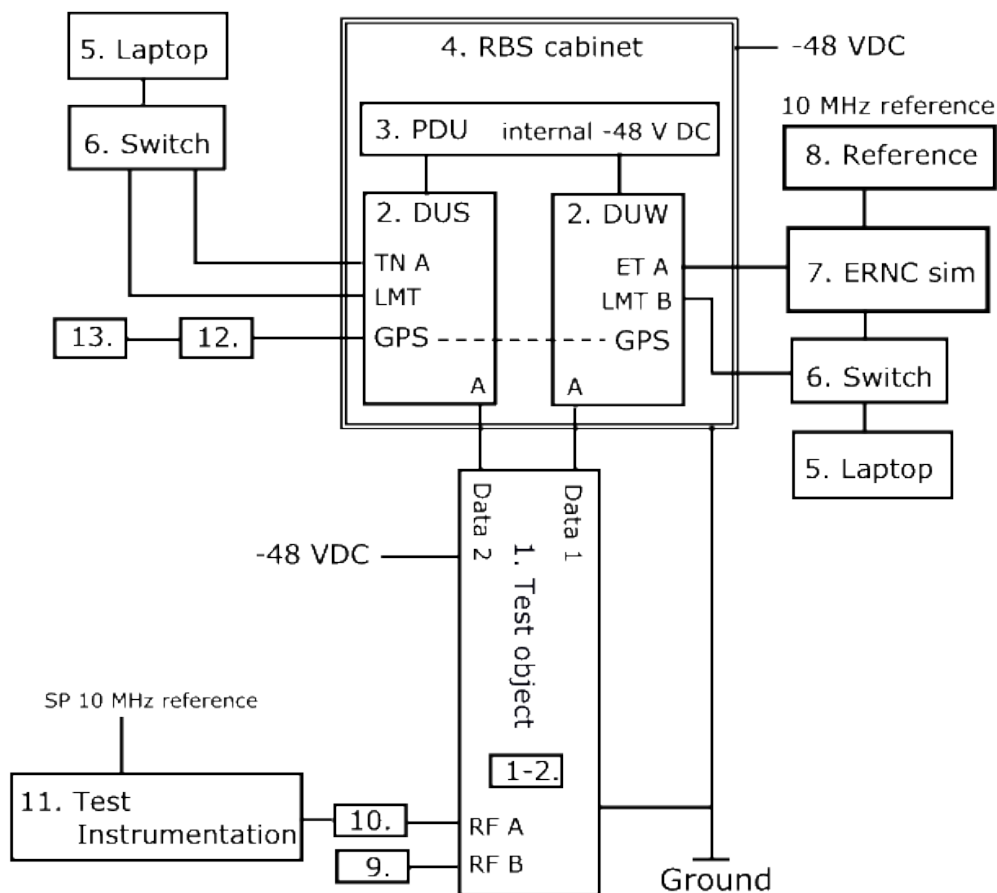 5. Laptop
6. Switch
4. RBS cabinet
-48 VDC
3. PDU internal -48 V DC
10 MHz reference
8. Reference
2. DUS
TN A
LMT
GPS
A
2. DUW
ET A
LMT B
GPS
A
7. ERNC sim
6. Switch
5. Laptop
13.
12.
Data 2
Data 1
-48 VDC
1. Test object
1-2.
SP 10 MHz reference
11. Test
Instrumentation
10.
9.
RF A
RF B
Ground